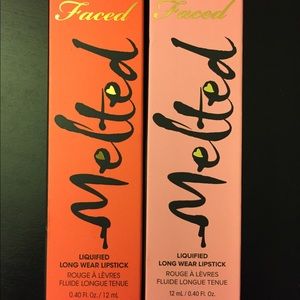 Faced
Melted
LIQUIFIED
LONG WEAR LIPSTICK
ROUGE À LÈVRES
FLUIDE LONGUE TENUE
0.40 Fl. Oz. / 12 mL
Faced
Melted
LIQUIFIED
LONG WEAR LIPSTICK
ROUGE À LÈVRES
FLUIDE LONGUE TENUE
12 mL / 0.40 Fl. Oz.